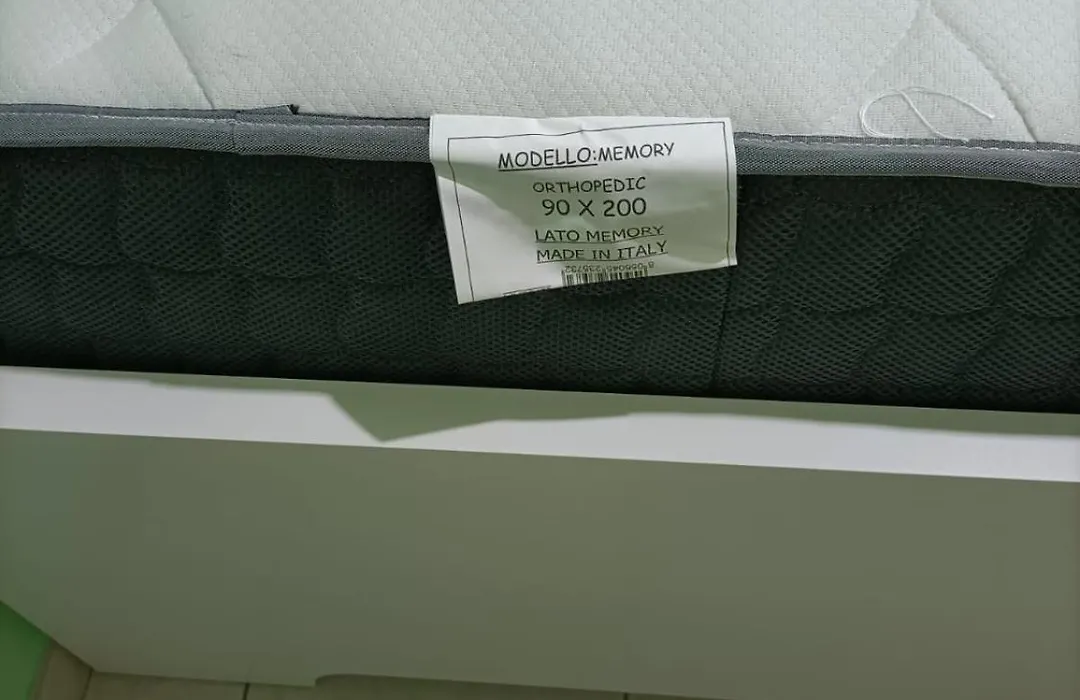 MODELLO:MEMORY
ORTHOPEDIC
90 X 200
LATO MEMORY
MADE IN ITALY